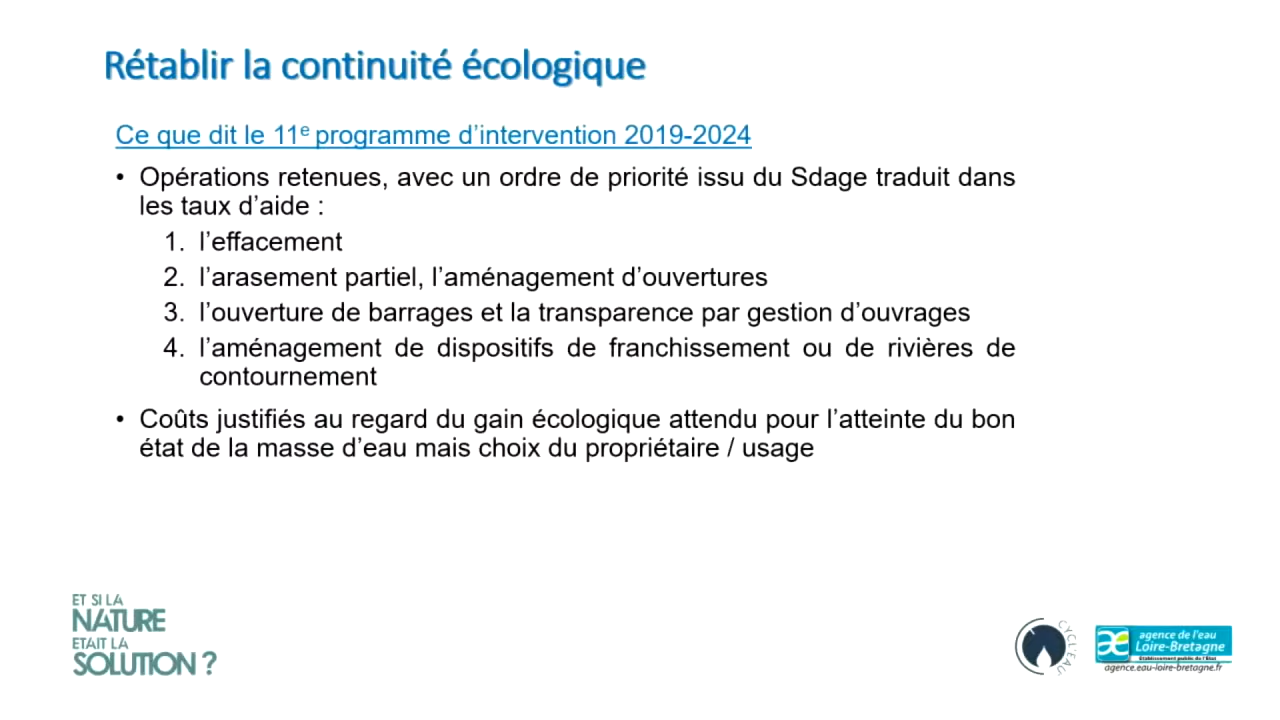 Rétablir la continuité écologique
Ce que dit le 11e programme d’intervention 2019-2024
• Opérations retenues, avec un ordre de priorité issu du Sdage traduit dans
les taux d’aide :
1. l’effacement
2. l’arasement partiel, l’aménagement d’ouvertures
3. l’ouverture de barrages et la transparence par gestion d’ouvrages
4. l’aménagement de dispositifs de franchissement ou de rivières de
contournement
• Coûts justifiés au regard du gain écologique attendu pour l’atteinte du bon
état de la masse d’eau mais choix du propriétaire / usage
ET SI LA
NATURE
ETAIT LA
SOLUTION ?
CYCL'EAU
ae
agence de l'eau
Loire-Bretagne
Établissement public de l'État
agence.eau-loire-bretagne.fr